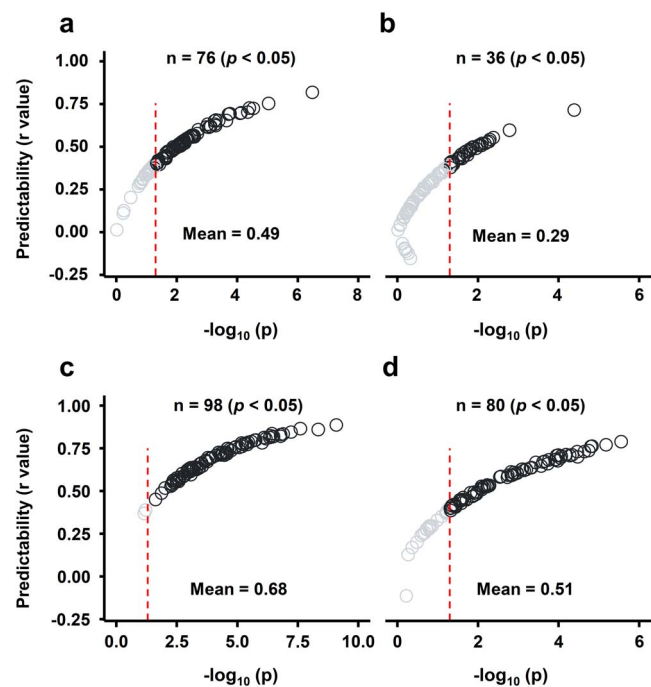 a
n = 76 (p < 0.05)
Predictability (r value)
1.00
0.75
0.50
0.25
0.00
-0.25
Mean = 0.49
0 2 4 6 8
-log10 (p)
b
n = 36 (p < 0.05)
Mean = 0.29
0 2 4 6
-log10 (p)
c
n = 98 (p < 0.05)
Predictability (r value)
1.00
0.75
0.50
0.25
0.00
-0.25
Mean = 0.68
0.0 2.5 5.0 7.5 10.0
-log10 (p)
d
n = 80 (p < 0.05)
Mean = 0.51
0 2 4 6
-log10 (p)